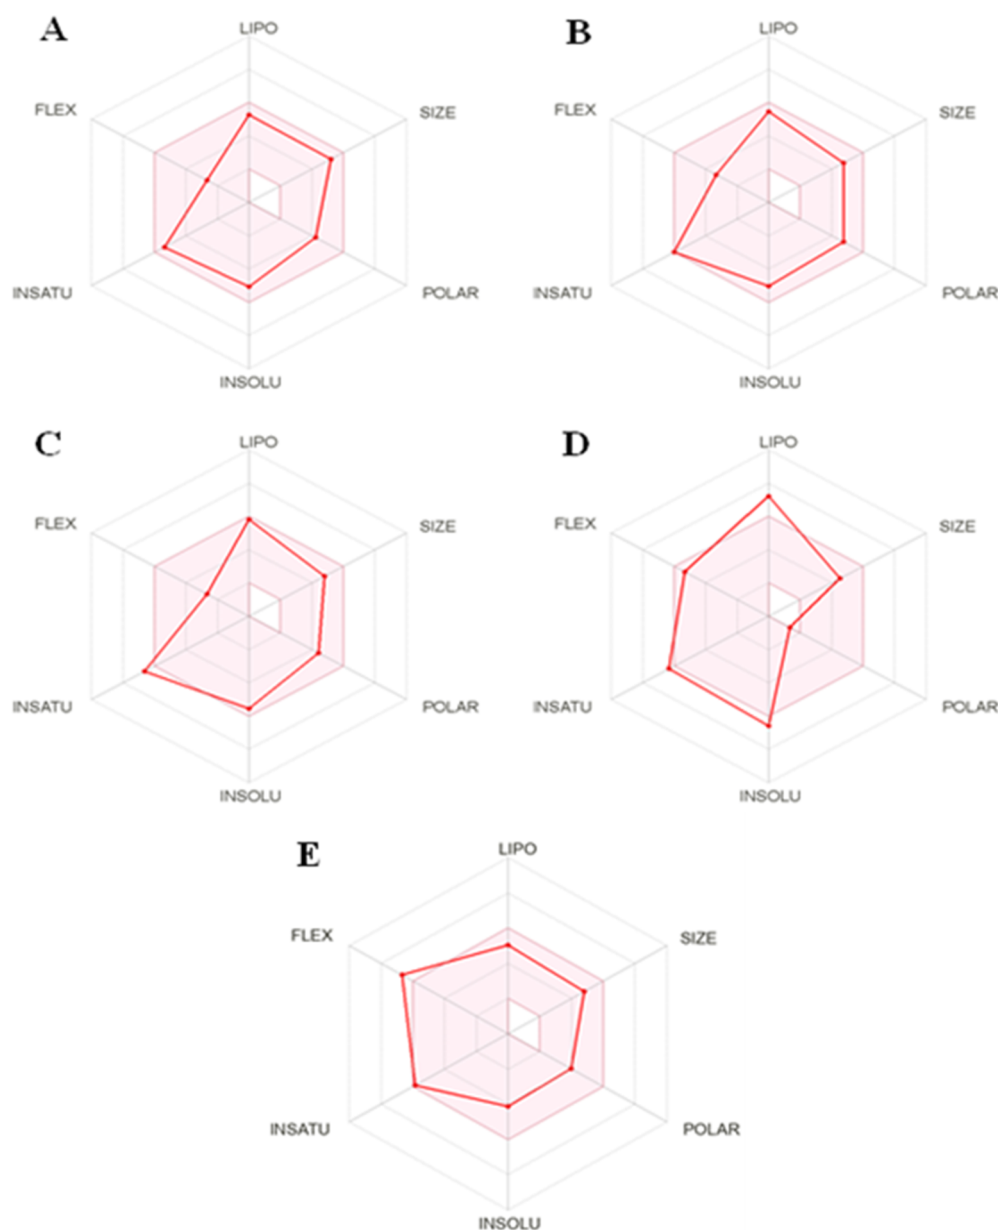 A
LIPO
FLEX
SIZE
INSATU
POLAR
INSOLU
B
LIPO
FLEX
SIZE
INSATU
POLAR
INSOLU
C
LIPO
FLEX
SIZE
INSATU
POLAR
INSOLU
D
LIPO
FLEX
SIZE
INSATU
POLAR
INSOLU
E
LIPO
FLEX
SIZE
INSATU
POLAR
INSOLU